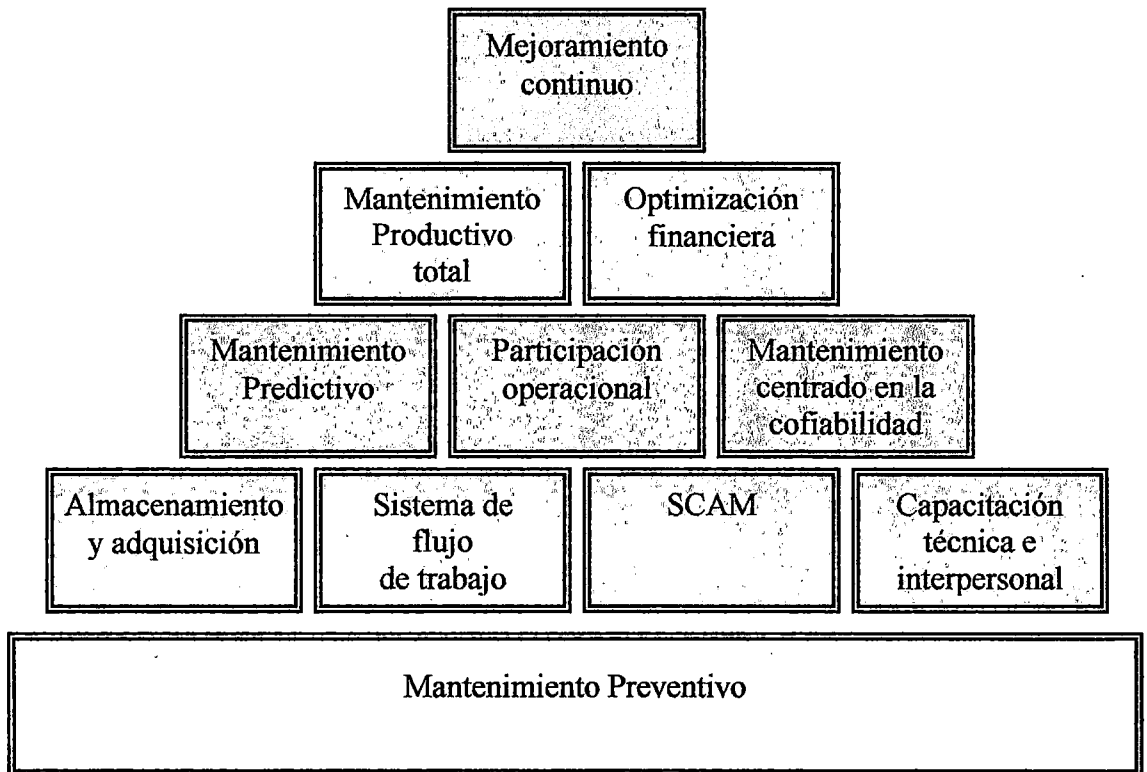 Mejoramiento
continuo
Mantenimiento
Productivo
total
Optimización
financiera
Mantenimiento
Predictivo
Participación
operacional
Mantenimiento
centrado en la
cofiabilidad
Almacenamiento
y adquisición
Sistema de
flujo
de trabajo
SCAM
Capacitación
técnica e
interpersonal
Mantenimiento Preventivo